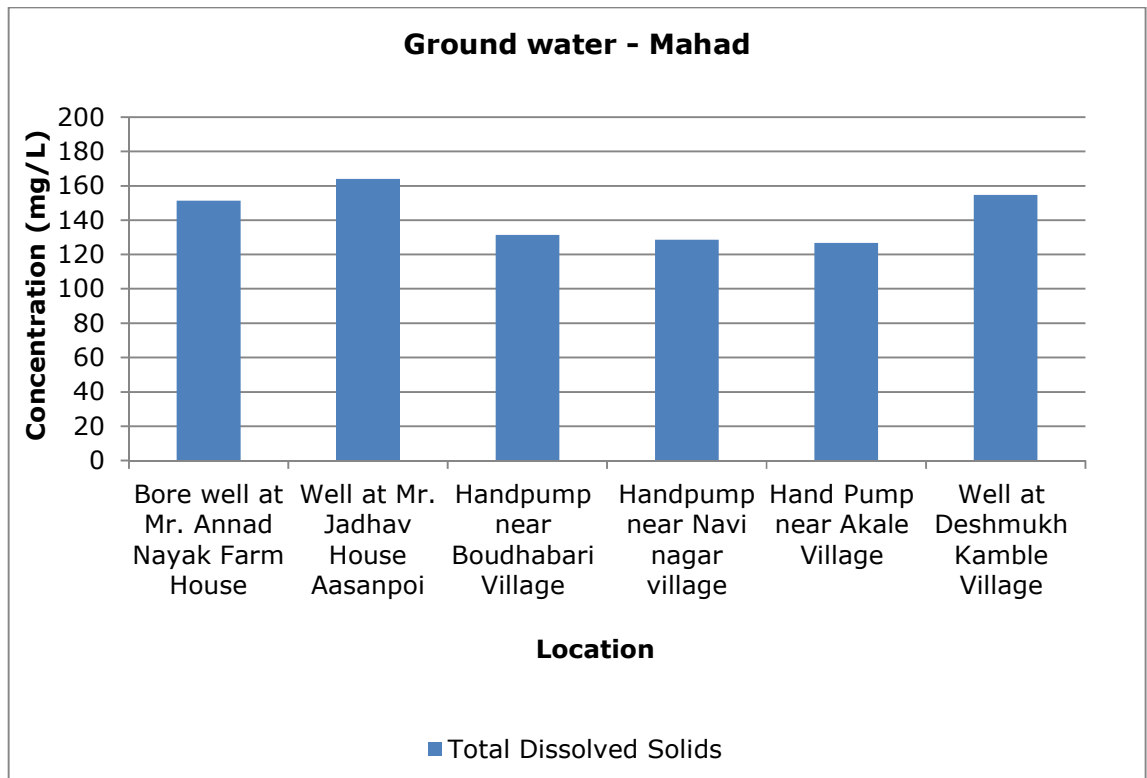 Ground water - Mahad
Concentration (mg/L)
200
180
160
140
120
100
80
60
40
20
0
Bore well at
Mr. Annad
Nayak Farm
House
Well at Mr.
Jadhav
House
Aasanpoi
Handpump
near
Boudhabari
Village
Handpump
near Navi
nagar
village
Hand Pump
near Akale
Village
Well at
Deshmukh
Kamble
Village
Location
Total Dissolved Solids